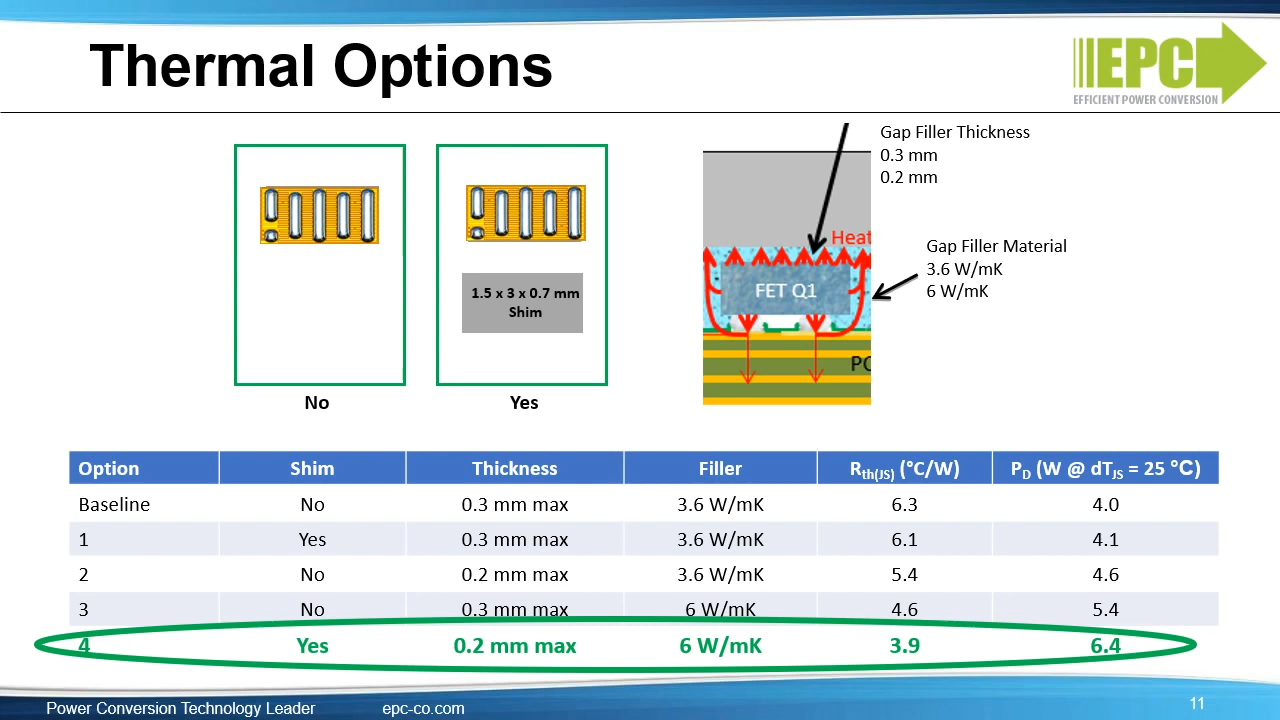 Thermal Options
EPC
EFFICIENT POWER CONVERSION
Gap Filler Thickness
0.3 mm
0.2 mm
Heat
Gap Filler Material
3.6 W/mK
6 W/mK
FET Q1
1.5 x 3 x 0.7 mm
Shim
PC
No Yes
Option Shim Thickness Filler Rth(JS) (°C/W) PD (W @ dTJS = 25 °C)
Baseline No 0.3 mm max 3.6 W/mK 6.3 4.0
1 Yes 0.3 mm max 3.6 W/mK 6.1 4.1
2 No 0.2 mm max 3.6 W/mK 5.4 4.6
3 No 0.3 mm max 6 W/mK 4.6 5.4
4 Yes 0.2 mm max 6 W/mK 3.9 6.4
Power Conversion Technology Leader epc-co.com 11